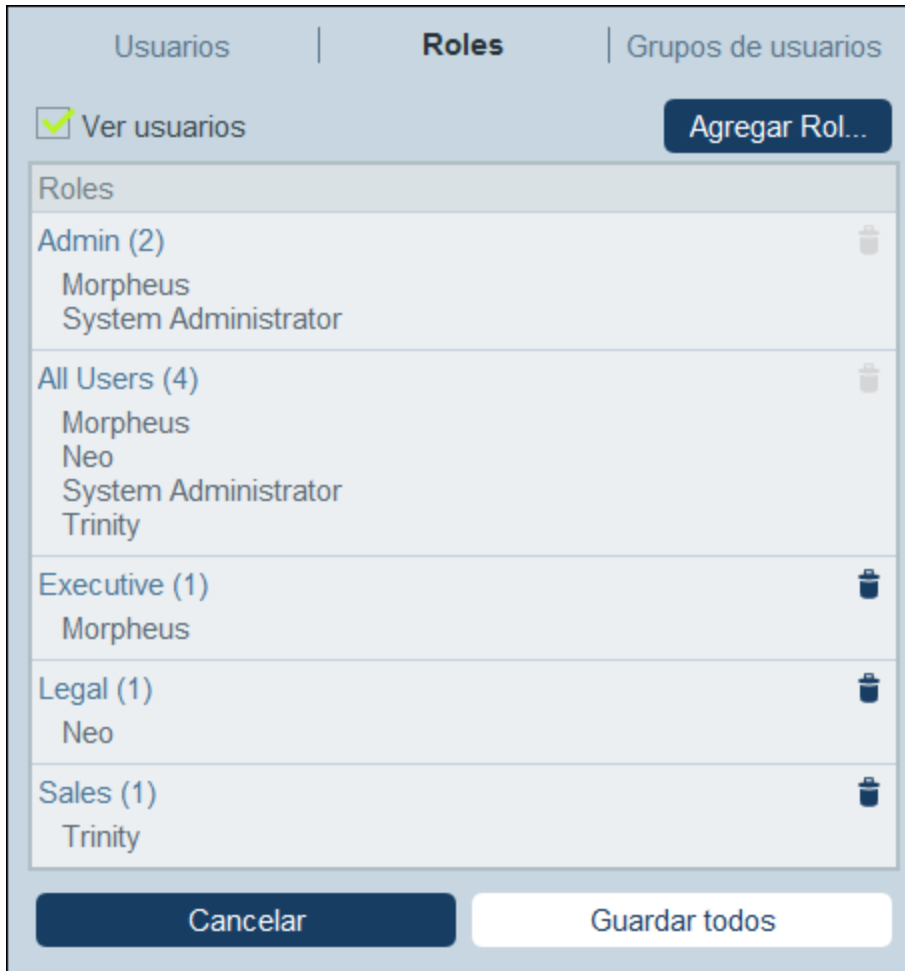 Usuarios | Roles | Grupos de usuarios
Ver usuarios Agregar Rol...
Roles
Admin (2)
Morpheus
System Administrator
All Users (4)
Morpheus
Neo
System Administrator
Trinity
Executive (1)
Morpheus
Legal (1)
Neo
Sales (1)
Trinity
Cancelar Guardar todos